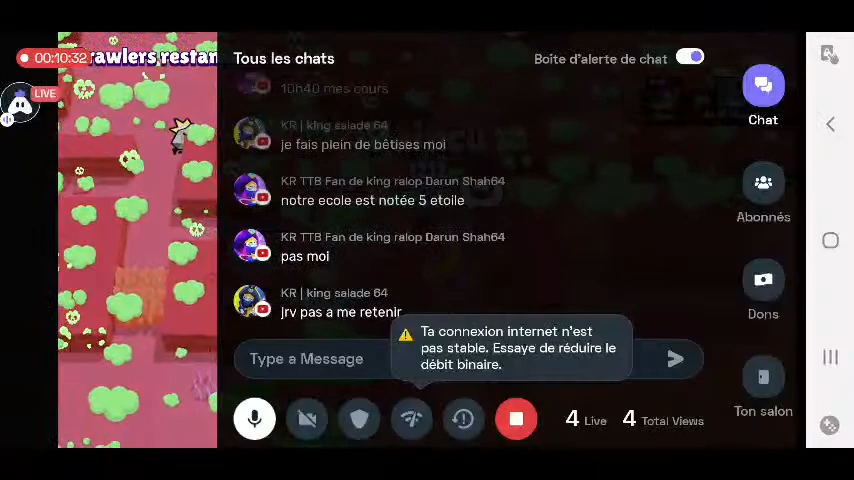 00:10:32
rawlers restan
LIVE
Tous les chats
Boîte d'alerte de chat
10h40 mes cours
KR | king salade 64
je fais plein de bêtises moi
KR TTB Fan de king ralop Darun Shah64
notre ecole est notée 5 etoile
KR TTB Fan de king ralop Darun Shah64
pas moi
KR | king salade 64
jrv pas a me retenir
Ta connexion internet n'est
pas stable. Essaye de réduire le
débit binaire.
Type a Message
4 Live 4 Total Views
Chat
Abonnés
Dons
Ton salon